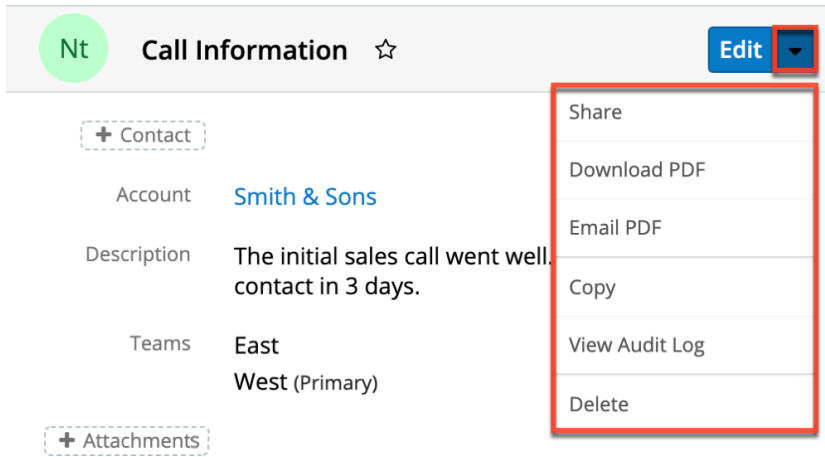 Nt Call Information Edit
Share
+ Contact
Download PDF
Account Smith & Sons
Email PDF
Description The initial sales call went well.
contact in 3 days.
Copy
Teams East
View Audit Log
West (Primary)
Delete
+ Attachments